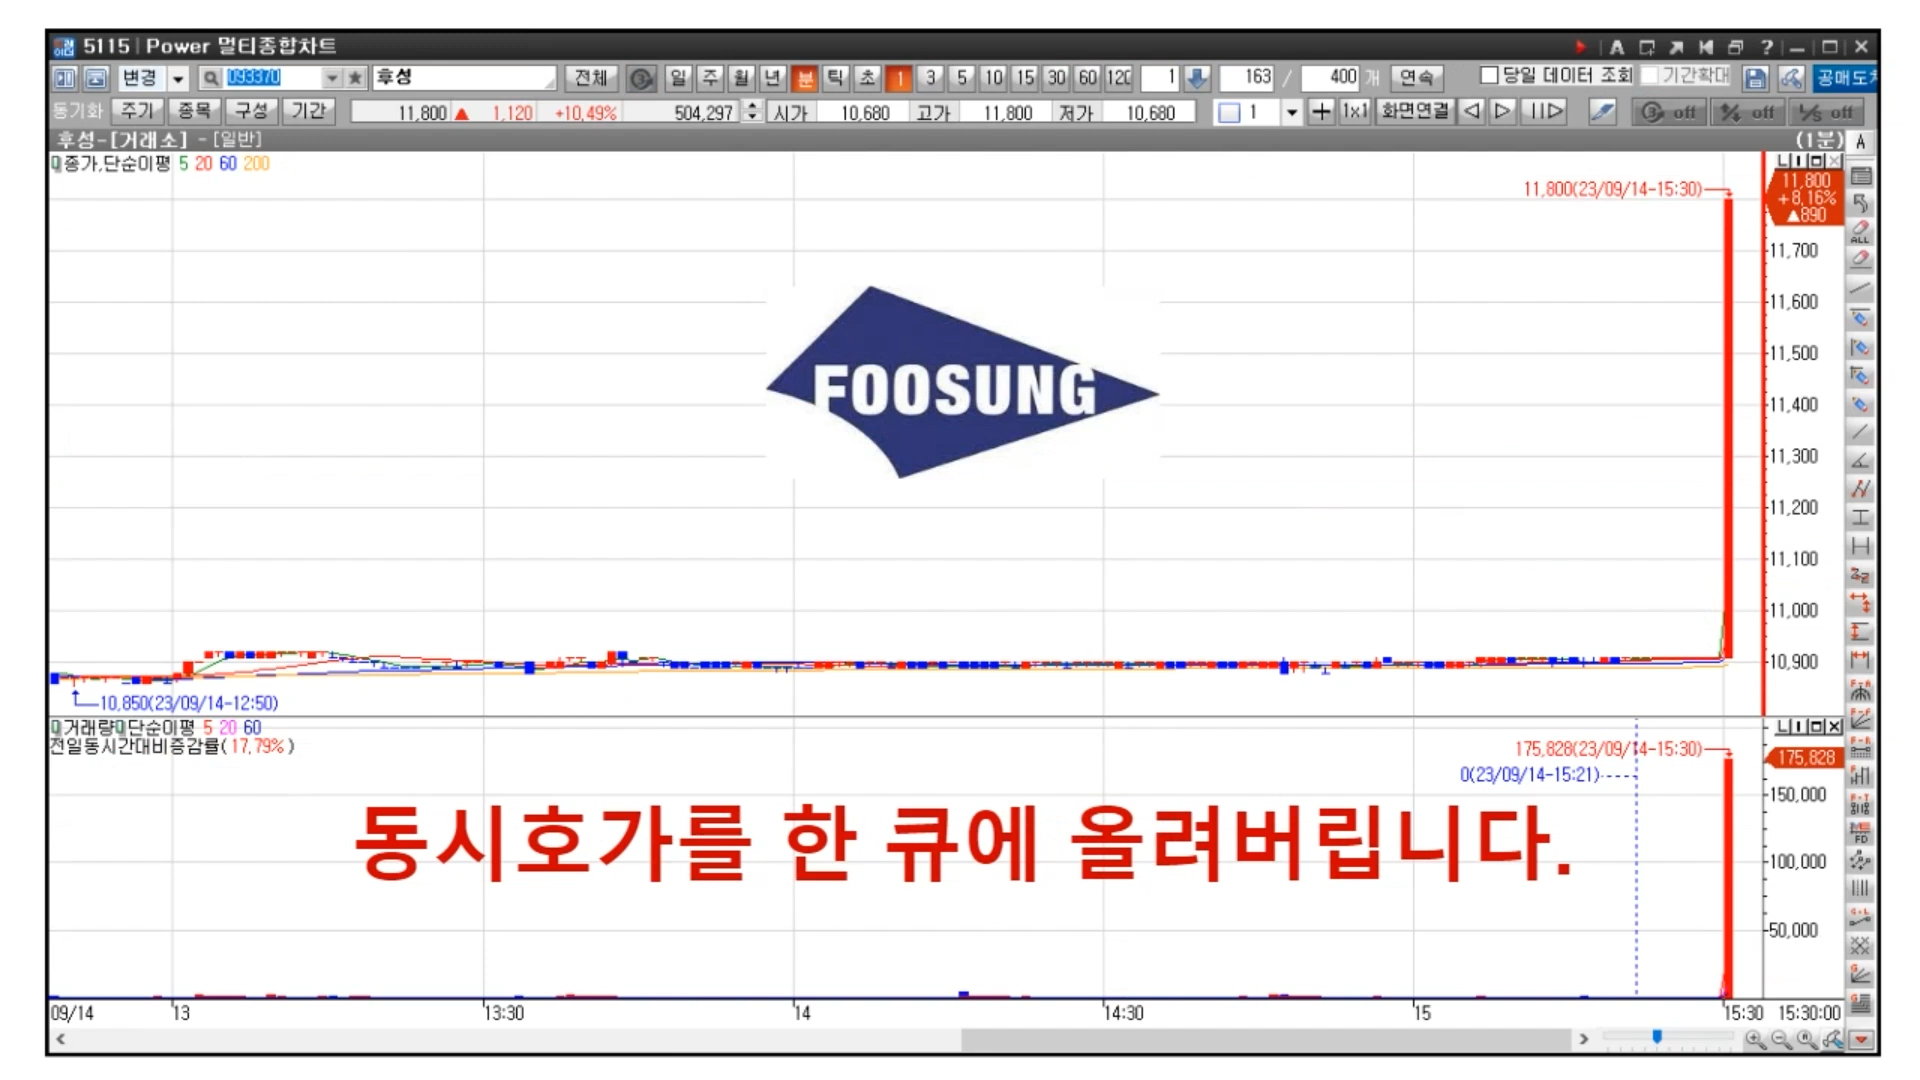 5115 | Power 멀티종합차트
변경 093370 후성 전체 일 주 월 년 분 틱 초 1 3 5 10 15 30 60 120 1 163 / 400 개 연속 당일 데이터 조회 기간확대
동기화 주기 종목 구성 기간 11,800 ▲ 1,120 +10,49% 504,297 시가 10,680 고가 11,800 저가 10,680 1 1x1 화면연결 off off off
후성-[거래소] - [일반] (1분)
종가,단순이평 5 20 60 200
11,800(23/09/14-15:30)
11,800
+8,16%
▲890
11,700
11,600
FOOSUNG
11,500
11,400
11,300
11,200
11,100
11,000
10,900
10,850(23/09/14-12:50)
거래량 단순이평 5 20 60
전일동시간대비증감률(17,79%)
175,828(23/09/14-15:30)
175,828
0(23/09/14-15:21)
150,000
동시호가를 한 큐에 올려버립니다.
100,000
50,000
09/14 13 13:30 14 14:30 15 15:30 15:30:00